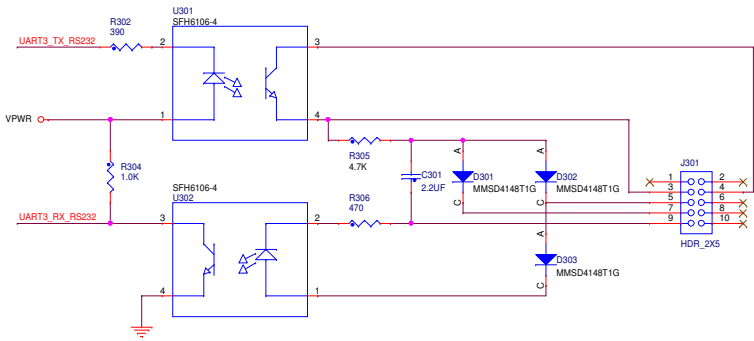 U301
SFH6106-4
R302
390
UART3_TX_RS232
2
3
VPWR
1
4
R304
1.0K
R305
4.7K
C301
2.2UF
A
A
D301
MMSD4148T1G
D302
MMSD4148T1G
C
C
J301
1
2
3
4
5
6
7
8
9
10
HDR_2X5
SFH6106-4
U302
UART3_RX_RS232
3
2
R306
470
4
1
A
D303
MMSD4148T1G
C